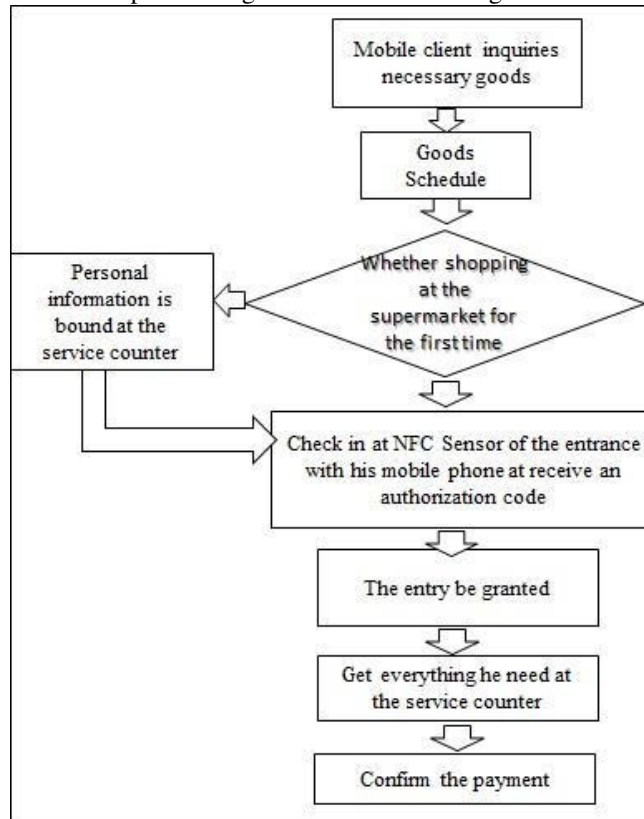 Mobile client inquiries
necessary goods
Goods
Schedule
Whether shopping
at the
supermarket for
the first time
Personal
information is
bound at the
service counter
Check in at NFC Sensor of the entrance
with his mobile phone at receive an
authorization code
The entry be granted
Get everything he need at
the service counter
Confirm the payment